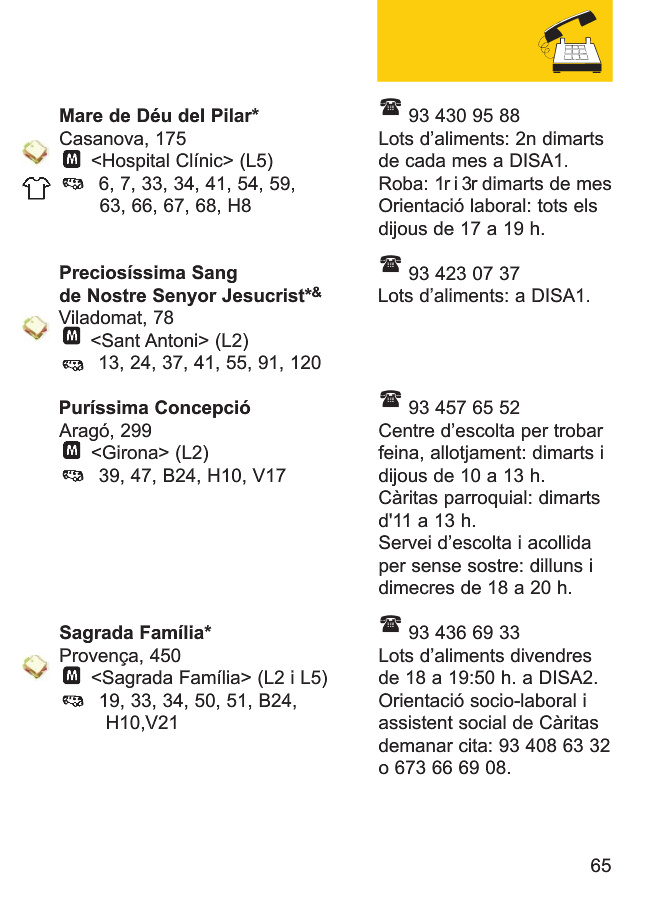 Mare de Déu del Pilar*
Casanova, 175
M <Hospital Clínic> (L5)
6, 7, 33, 34, 41, 54, 59,
63, 66, 67, 68, H8
93 430 95 88
Lots d’aliments: 2n dimarts
de cada mes a DISA1.
Roba: 1r i 3r dimarts de mes
Orientació laboral: tots els
dijous de 17 a 19 h.
Preciosíssima Sang
de Nostre Senyor Jesucrist*&
Viladomat, 78
M <Sant Antoni> (L2)
13, 24, 37, 41, 55, 91, 120
93 423 07 37
Lots d’aliments: a DISA1.
Puríssima Concepció
Aragó, 299
M <Girona> (L2)
39, 47, B24, H10, V17
93 457 65 52
Centre d’escolta per trobar
feina, allotjament: dimarts i
dijous de 10 a 13 h.
Càritas parroquial: dimarts
d'11 a 13 h.
Servei d’escolta i acollida
per sense sostre: dilluns i
dimecres de 18 a 20 h.
Sagrada Família*
Provença, 450
M <Sagrada Família> (L2 i L5)
19, 33, 34, 50, 51, B24,
H10,V21
93 436 69 33
Lots d’aliments divendres
de 18 a 19:50 h. a DISA2.
Orientació socio-laboral i
assistent social de Càritas
demanar cita: 93 408 63 32
o 673 66 69 08.
65